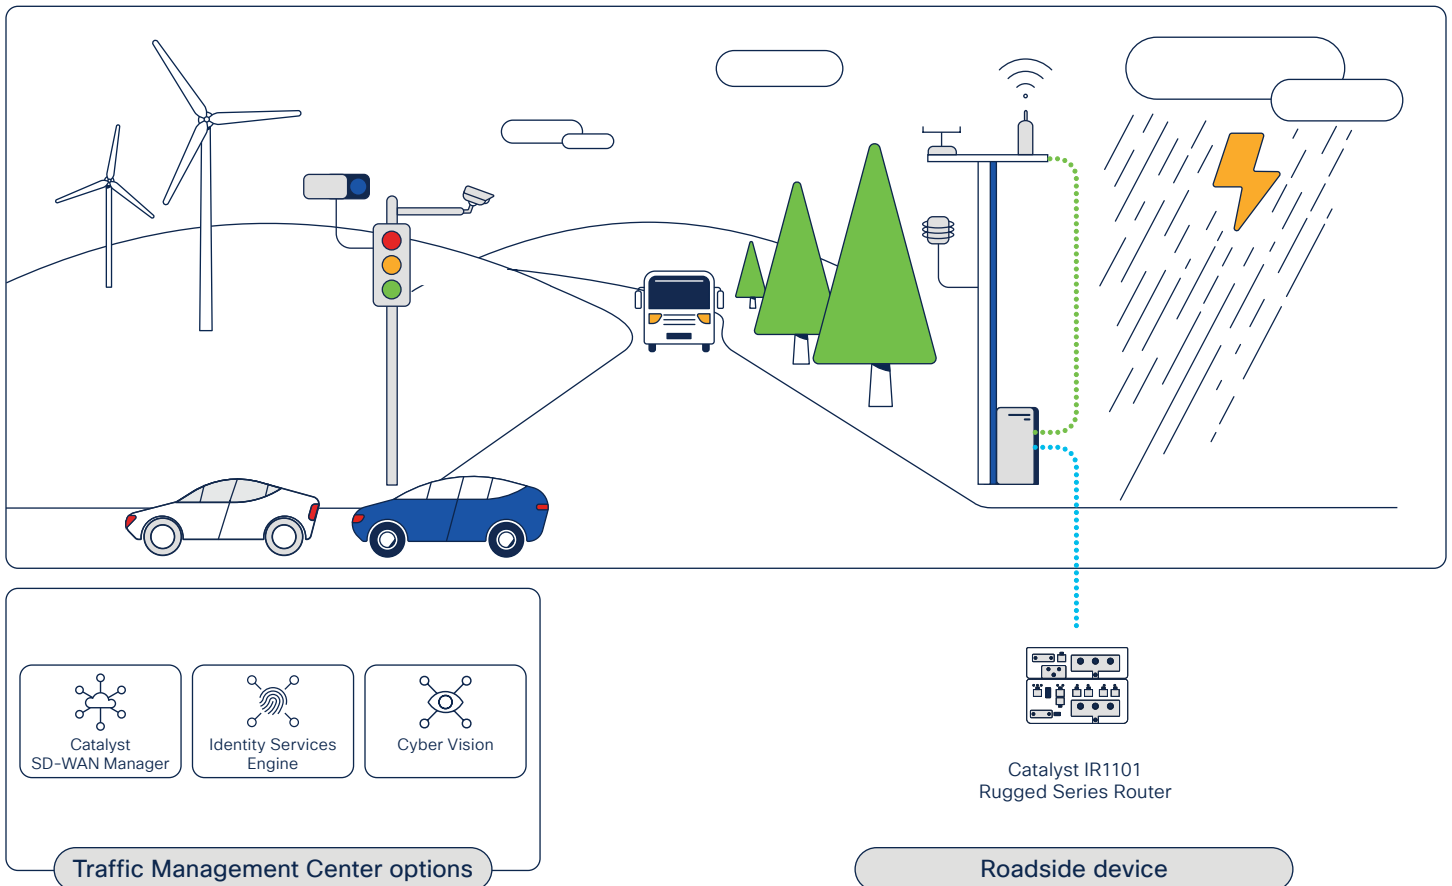 Catalyst
SD-WAN Manager
Identity Services
Engine
Cyber Vision
Traffic Management Center options
Catalyst IR1101
Rugged Series Router
Roadside device